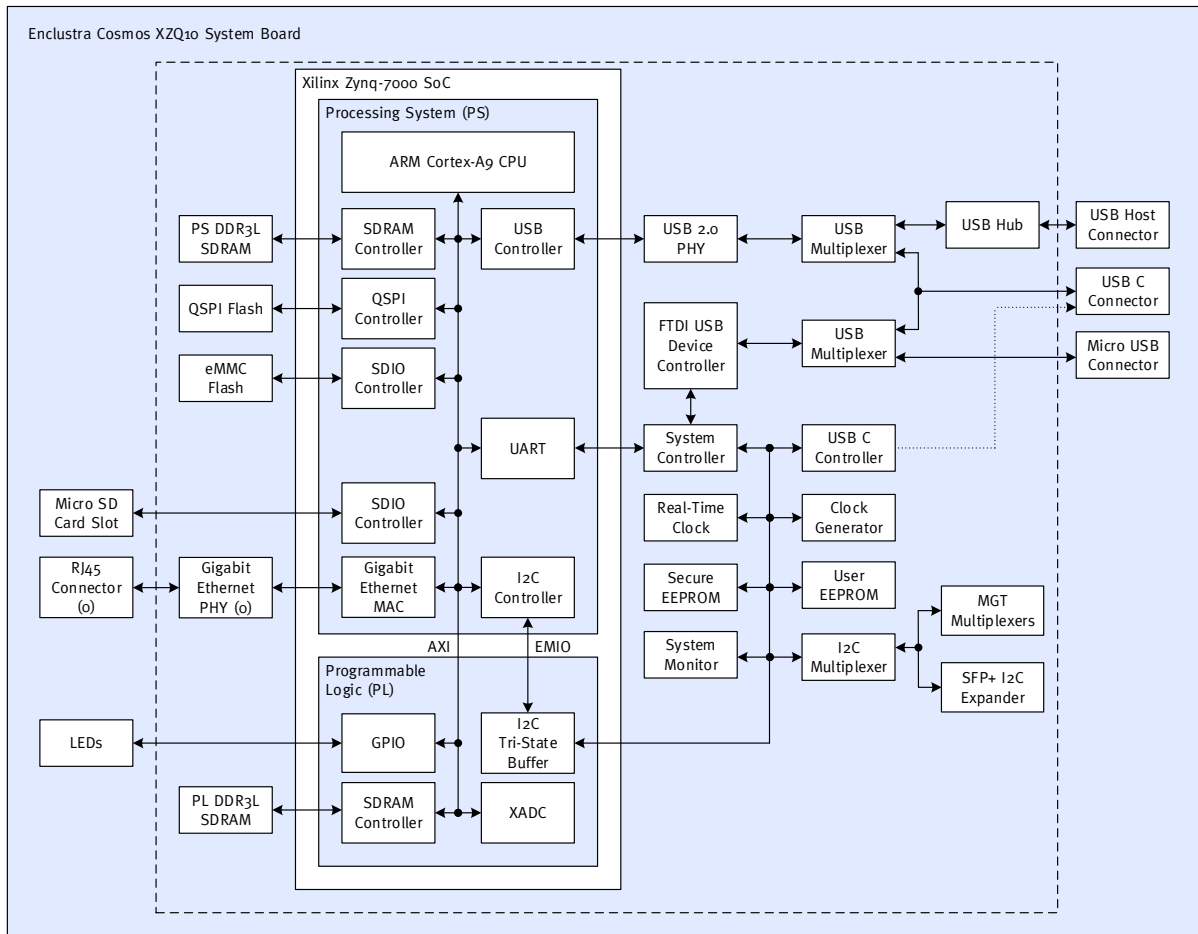 Enclustra Cosmos XZQ10 System Board
Xilinx Zynq-7000 SoC
Processing System (PS)
ARM Cortex-A9 CPU
PS DDR3L
SDRAM
SDRAM
Controller
USB
Controller
USB 2.0
PHY
USB
Multiplexer
USB Hub
USB Host
Connector
QSPI Flash
QSPI
Controller
USB C
Connector
FTDI USB
Device
Controller
USB
Multiplexer
Micro USB
Connector
eMMC
Flash
SDIO
Controller
UART
System
Controller
USB C
Controller
Micro SD
Card Slot
SDIO
Controller
Real-Time
Clock
Clock
Generator
RJ45
Connector
(0)
Gigabit
Ethernet
PHY (0)
Gigabit
Ethernet
MAC
I2C
Controller
Secure
EEPROM
User
EEPROM
MGT
Multiplexers
AXI
EMIO
System
Monitor
I2C
Multiplexer
SFP+ I2C
Expander
Programmable
Logic (PL)
LEDs
GPIO
I2C
Tri-State
Buffer
PL DDR3L
SDRAM
SDRAM
Controller
XADC